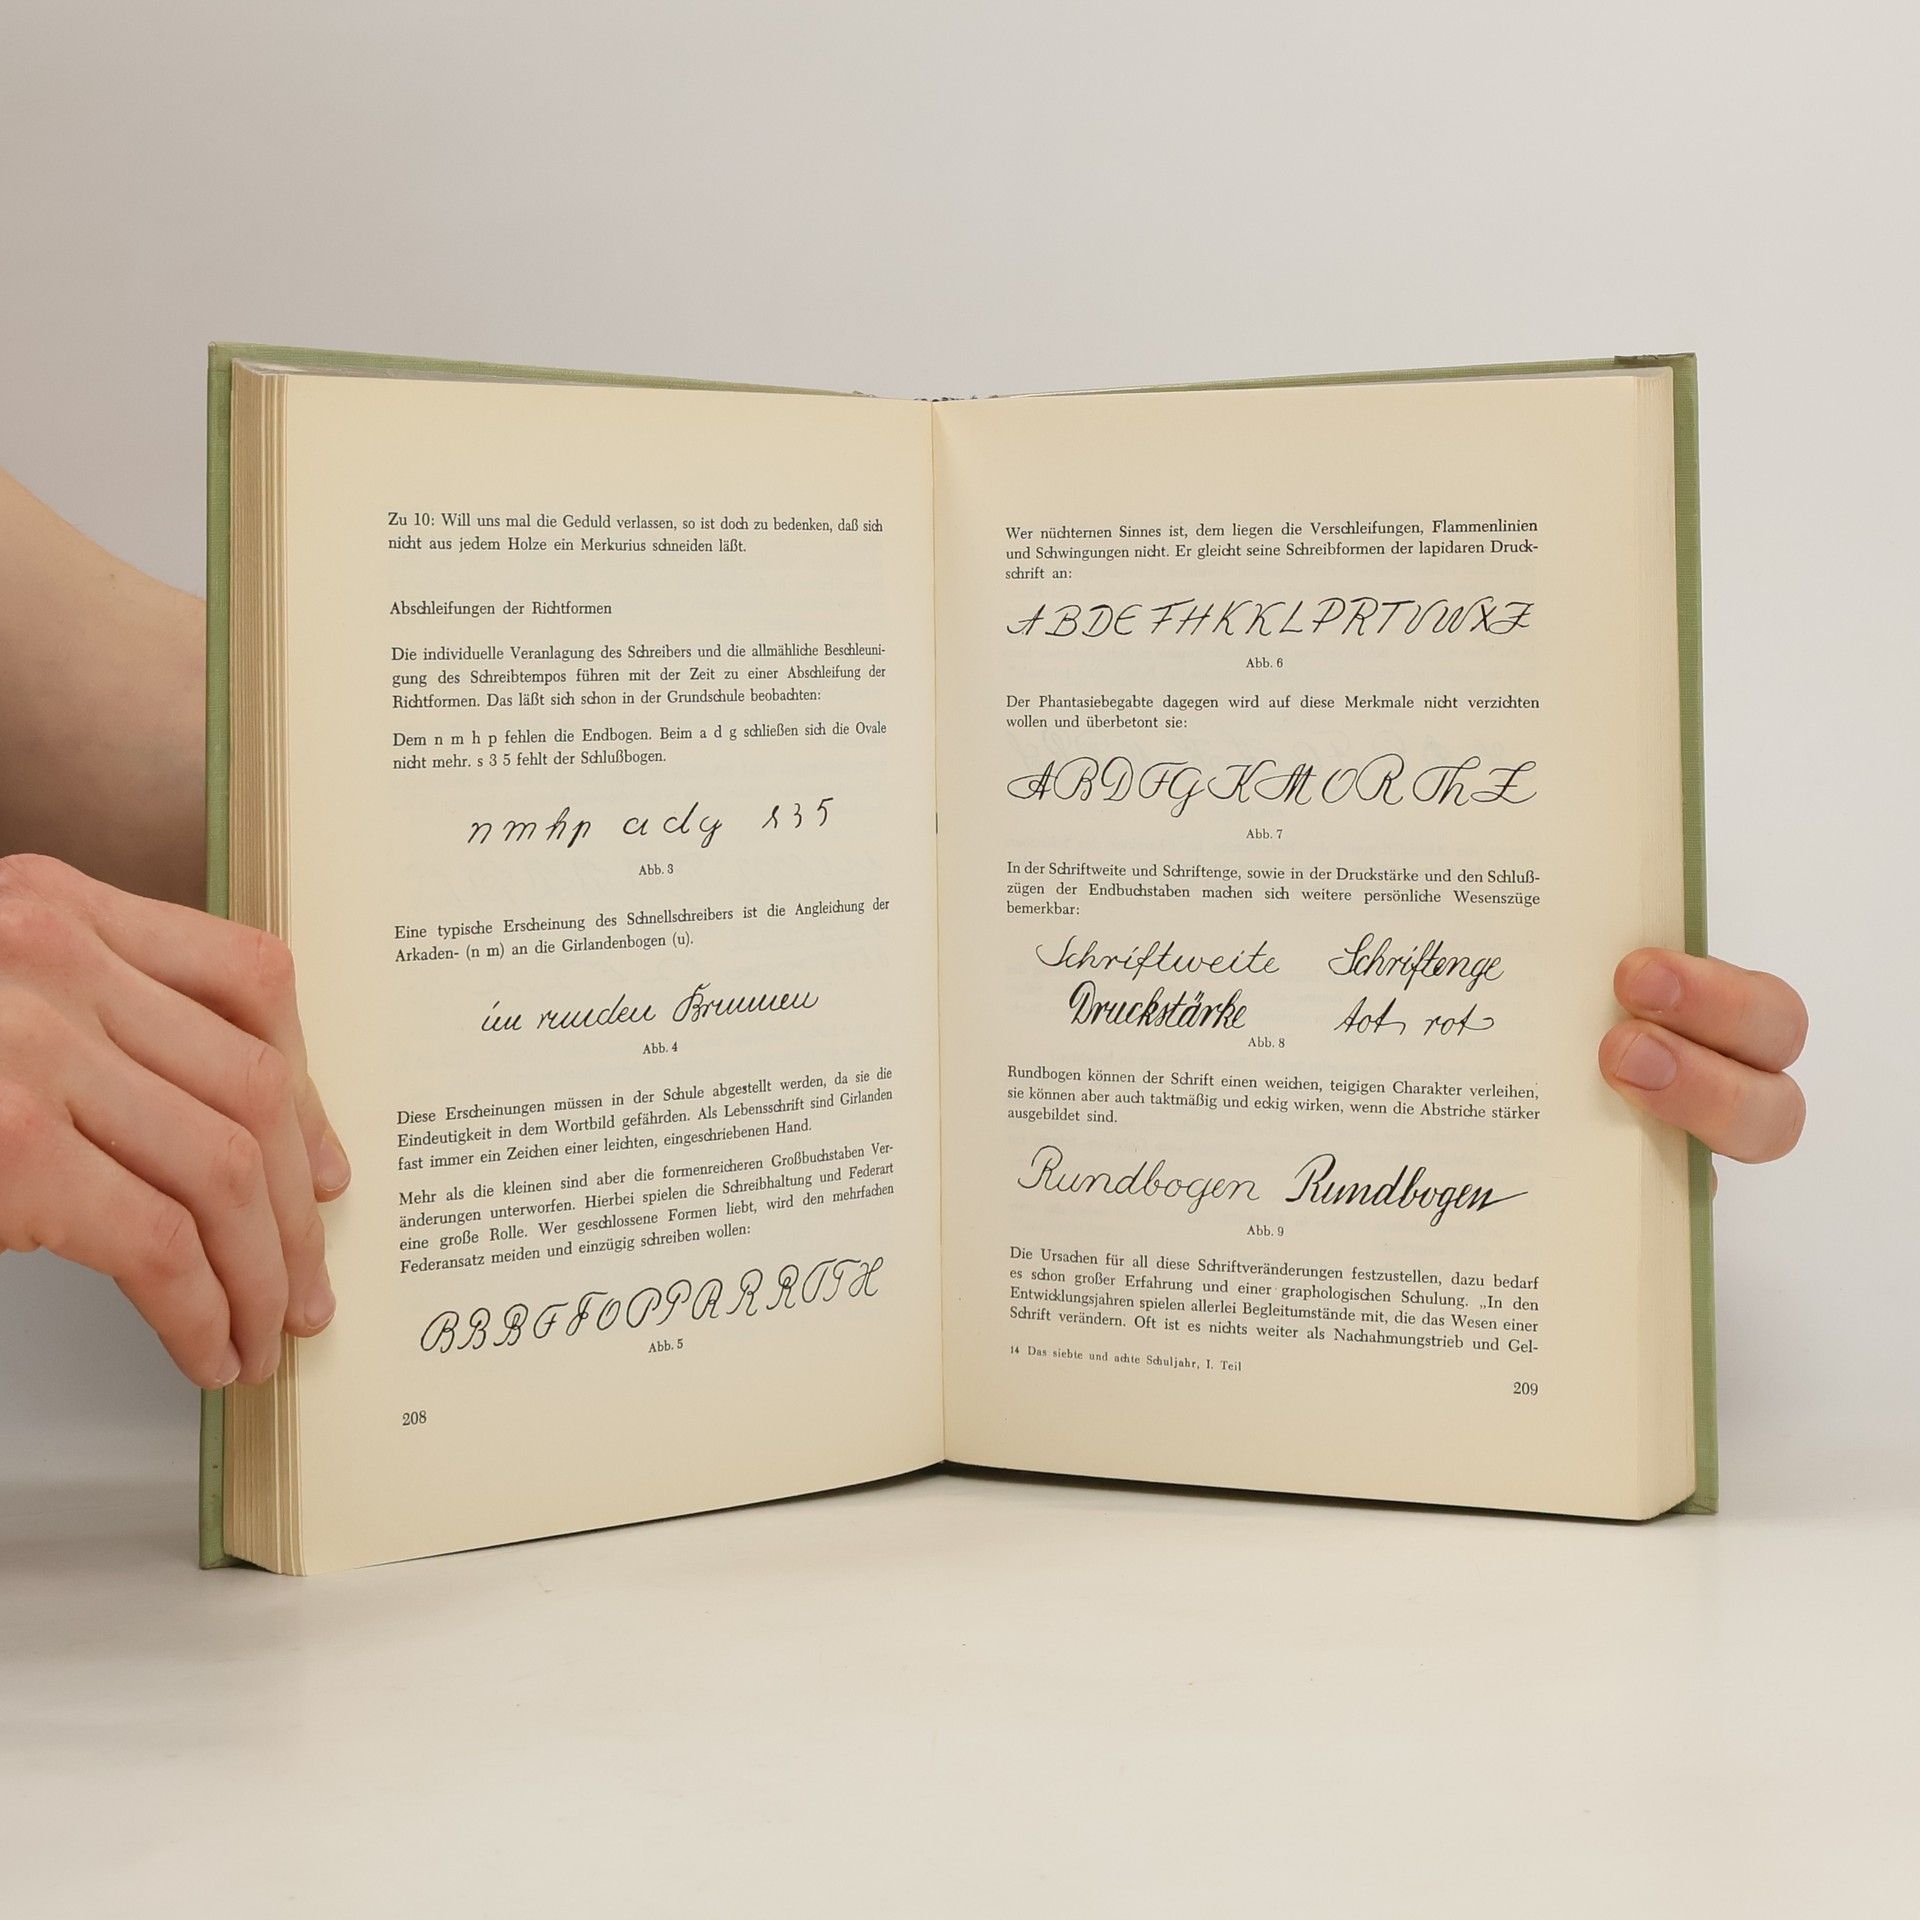 Zu 10: Will uns mal die Geduld verlassen, so ist doch zu bedenken, daß sich
nicht aus jedem Holze ein Merkurius schneiden läßt.
Abschleifungen der Richtformen
Die individuelle Veranlagung des Schreibers und die allmähliche Beschleuni-
gung des Schreibtempos führen mit der Zeit zu einer Abschleifung der
Richtformen. Das läßt sich schon in der Grundschule beobachten:
Dem n m h p fehlen die Endbogen. Beim a d g schließen sich die Ovale
nicht mehr. s 3 5 fehlt der Schlußbogen.
n m h p a d g s 3 5
Abb. 3
Eine typische Erscheinung des Schnellschreibers ist die Angleichung der
Arkaden- (n m) an die Girlandenbogen (u).
im runden Brunnen
Abb. 4
Diese Erscheinungen müssen in der Schule abgestellt werden, da sie die
Eindeutigkeit in dem Wortbild gefährden. Als Lebensschrift sind Girlanden
fast immer ein Zeichen einer leichten, eingeschriebenen Hand.
Mehr als die kleinen sind aber die formenreicheren Großbuchstaben Ver-
änderungen unterworfen. Hierbei spielen die Schreibhaltung und Federart
eine große Rolle. Wer geschlossene Formen liebt, wird den mehrfachen
Federansatz meiden und einzügig schreiben wollen:
B B B F F O P P A R R T T H
Abb. 5
208
Wer nüchternen Sinnes ist, dem liegen die Verschleifungen, Flammenlinien
und Schwingungen nicht. Er gleicht seine Schreibformen der lapidaren Druck-
schrift an:
A B D E F H K K L P R T V W X Z
Abb. 6
Der Phantasiebegabte dagegen wird auf diese Merkmale nicht verzichten
wollen und überbetont sie:
A B D F G K M O R Th Z
Abb. 7
In der Schriftweite und Schriftenge, sowie in der Druckstärke und den Schluß-
zügen der Endbuchstaben machen sich weitere persönliche Wesenszüge
bemerkbar:
Schriftweite Schriftenge
Druckstärke tot rot
Abb. 8
Rundbogen können der Schrift einen weichen, teigigen Charakter verleihen,
sie können aber auch taktmäßig und eckig wirken, wenn die Abstriche stärker
ausgebildet sind.
Rundbogen Rundbogen
Abb. 9
Die Ursachen für all diese Schriftveränderungen festzustellen, dazu bedarf
es schon großer Erfahrung und einer graphologischen Schulung. „In den
Entwicklungsjahren spielen allerlei Begleitumstände mit, die das Wesen einer
Schrift verändern. Oft ist es nichts weiter als Nachahmungstrieb und Gel-
14 Das siebte und achte Schuljahr, I. Teil
209